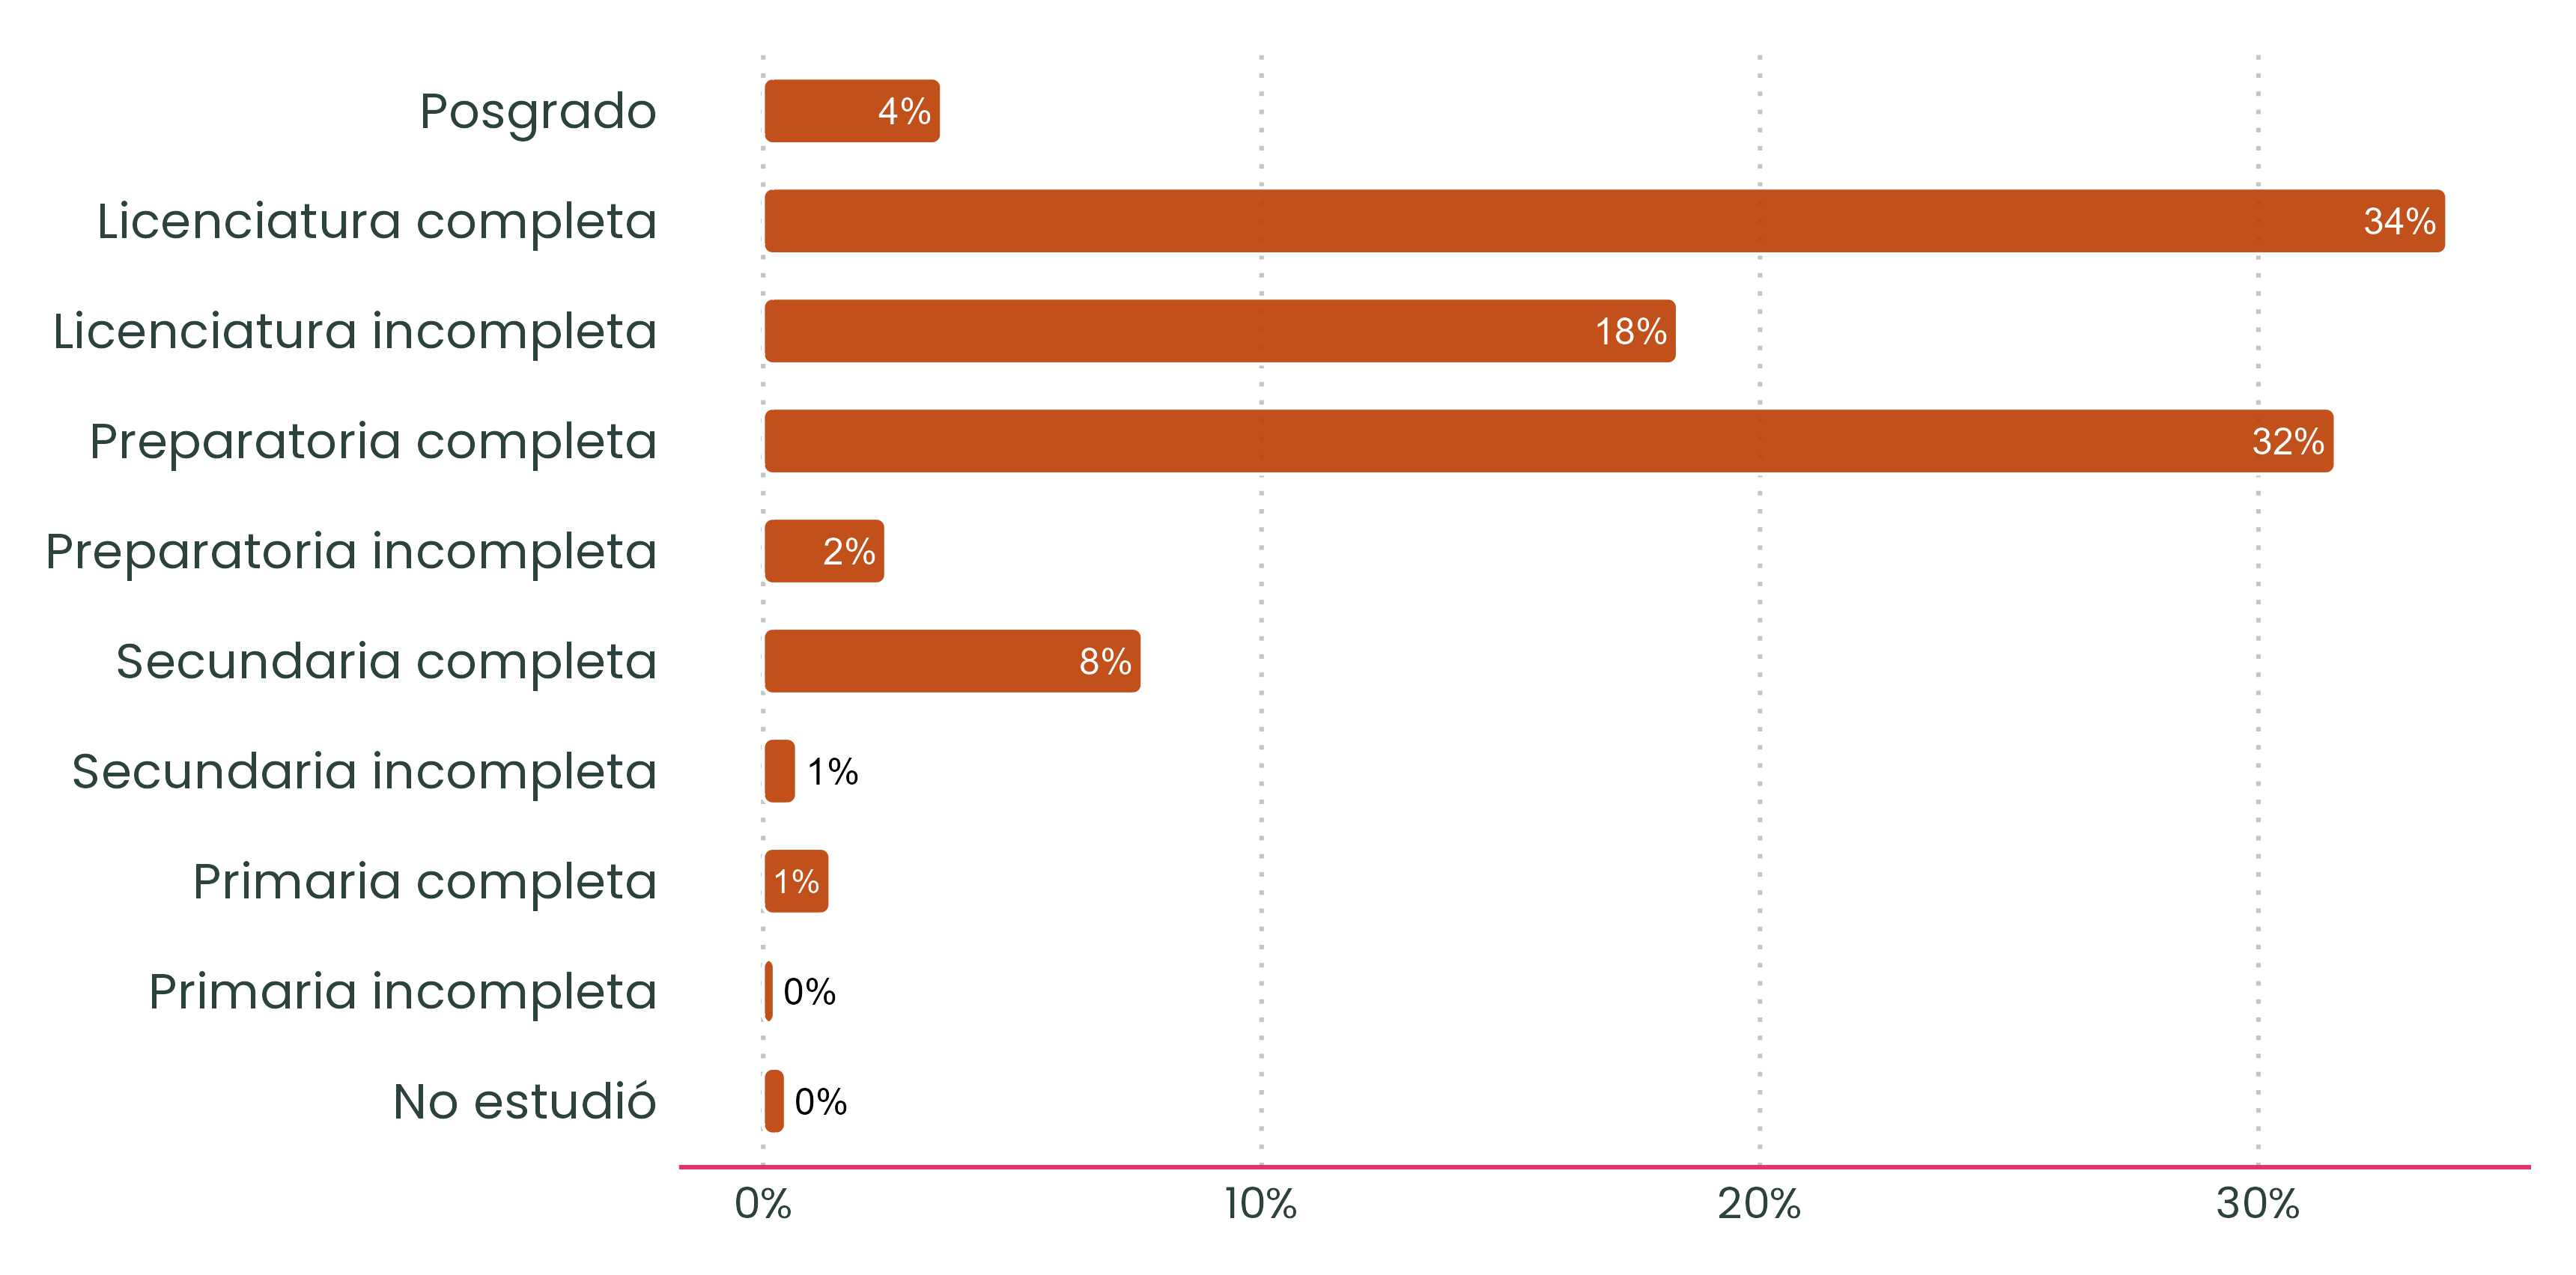 Posgrado 4%
Licenciatura completa 34%
Licenciatura incompleta 18%
Preparatoria completa 32%
Preparatoria incompleta 2%
Secundaria completa 8%
Secundaria incompleta 1%
Primaria completa 1%
Primaria incompleta 0%
No estudió 0%
0% 10% 20% 30%